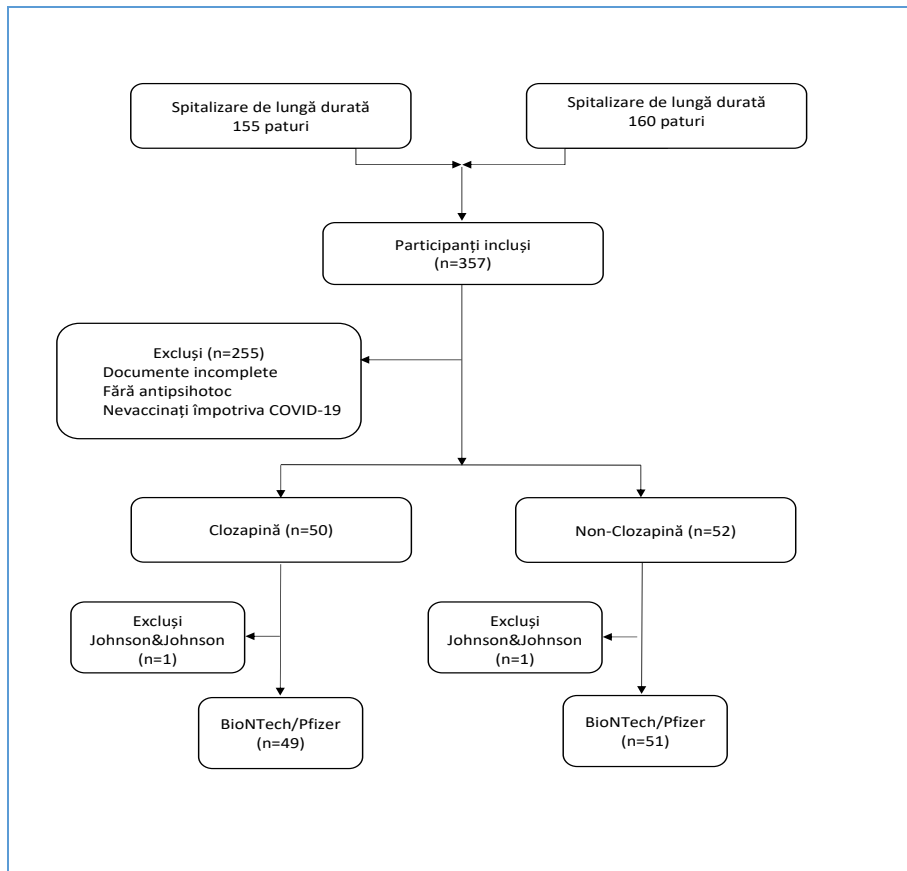 Spitalizare de lungă durată
155 paturi
Spitalizare de lungă durată
160 paturi
Participanți incluși
(n=357)
Excluși (n=255)
Documente incomplete
Fără antipsihotoc
Nevaccinați împotriva COVID-19
Clozapină (n=50)
Non-Clozapină (n=52)
Excluși
Johnson&Johnson
(n=1)
Excluși
Johnson&Johnson
(n=1)
BioNTech/Pfizer
(n=49)
BioNTech/Pfizer
(n=51)